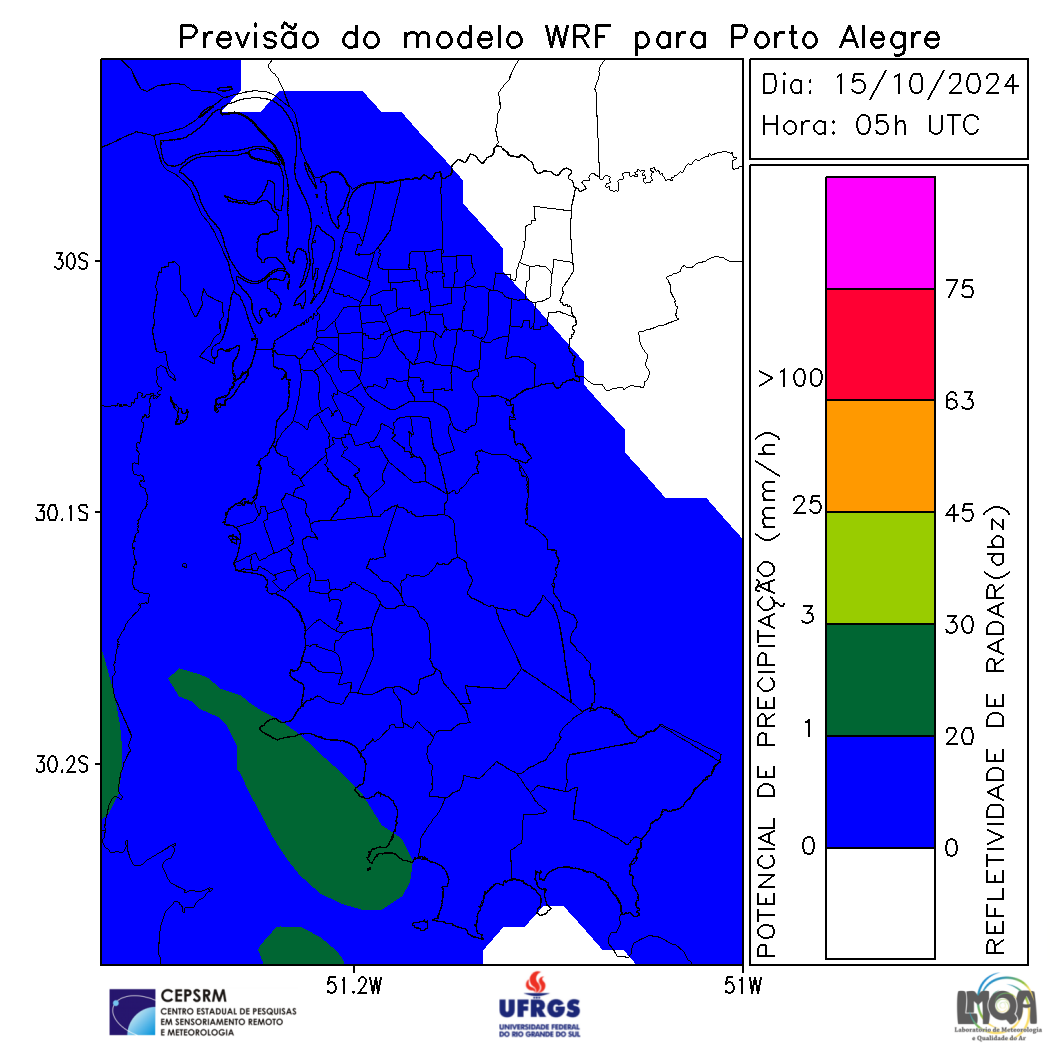 Previsão do modelo WRF para Porto Alegre
Dia: 15/10/2024
Hora: 05h UTC
30S
30.1S
30.2S
51.2W
51W
POTENCIAL DE PRECIPITAÇÃO (mm/h)
>100
25
3
1
0
75
63
45
30
20
0
REFLETIVIDADE DE RADAR(dbz)
CEPSRM
CENTRO ESTADUAL DE PESQUISAS
EM SENSORIAMENTO REMOTO
E METEOROLOGIA
UFRGS
UNIVERSIDADE FEDERAL
DO RIO GRANDE DO SUL
LMQA
Laboratório de Meteorologia
e Qualidade do Ar